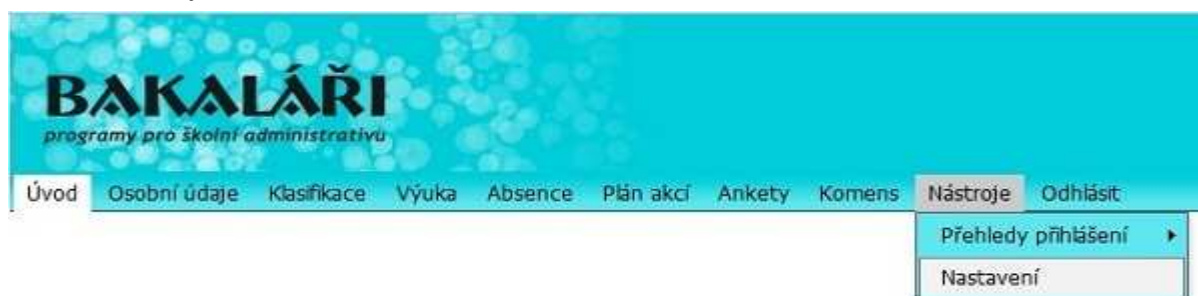 BAKALÁŘI
programy pro školní administrativu
Úvod Osobní údaje Klasifikace Výuka Absence Plán akcí Ankety Komens Nástroje Odhlásit
Přehledy přihlášení
Nastavení